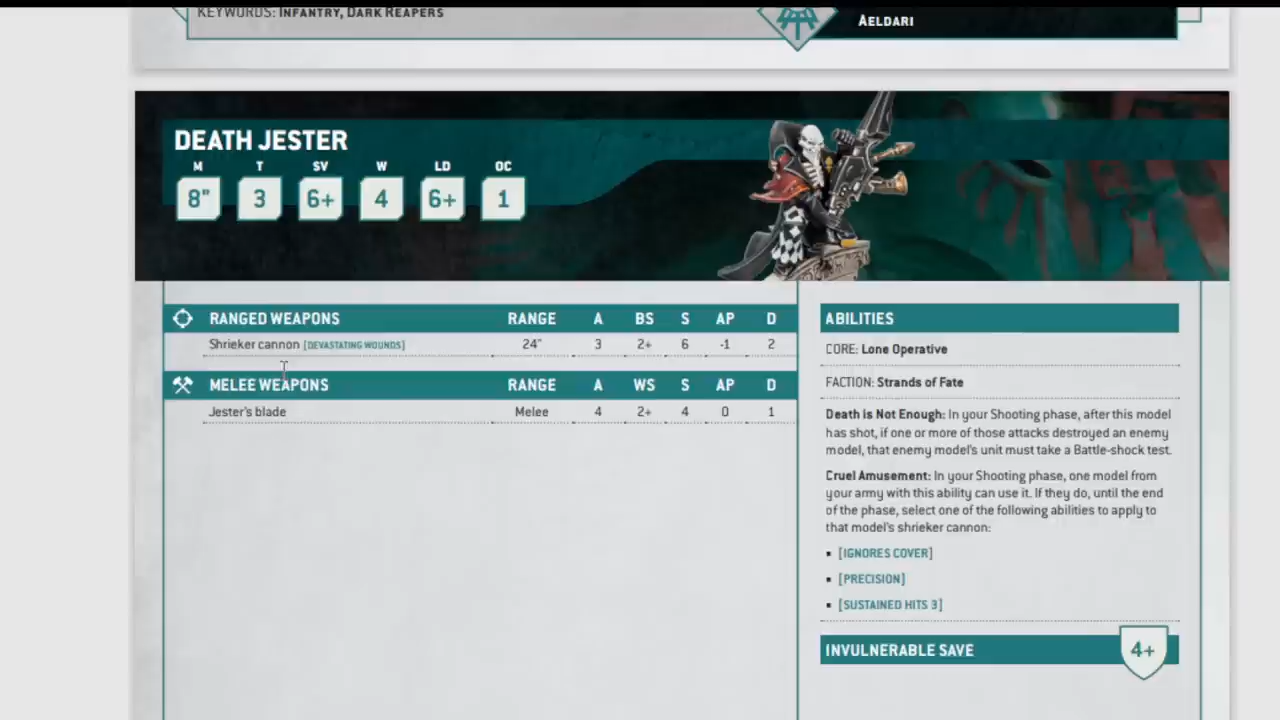 KEYWORDS: INFANTRY, DARK REAPERS
AELDARI
DEATH JESTER
M T SV W LD OC
8" 3 6+ 4 6+ 1
RANGED WEAPONS RANGE A BS S AP D
Shrieker cannon [DEVASTATING WOUNDS] 24" 3 2+ 6 -1 2
MELEE WEAPONS RANGE A WS S AP D
Jester's blade Melee 4 2+ 4 0 1
ABILITIES
CORE: Lone Operative
FACTION: Strands of Fate
Death is Not Enough: In your Shooting phase, after this model
has shot, if one or more of those attacks destroyed an enemy
model, that enemy model's unit must take a Battle-shock test.
Cruel Amusement: In your Shooting phase, one model from
your army with this ability can use it. If they do, until the end
of the phase, select one of the following abilities to apply to
that model's shrieker cannon:
▪ [IGNORES COVER]
▪ [PRECISION]
▪ [SUSTAINED HITS 3]
INVULNERABLE SAVE 4+